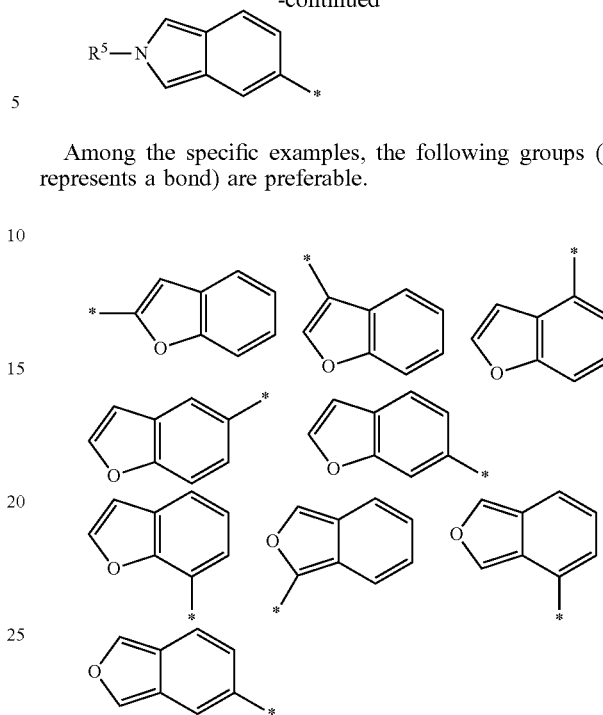 -continued
R⁵—N
*
5
Among the specific examples, the following groups (
represents a bond) are preferable.
10
* * *
* O O O
15
* 
O O *
20
O O O
* * *
25
O *